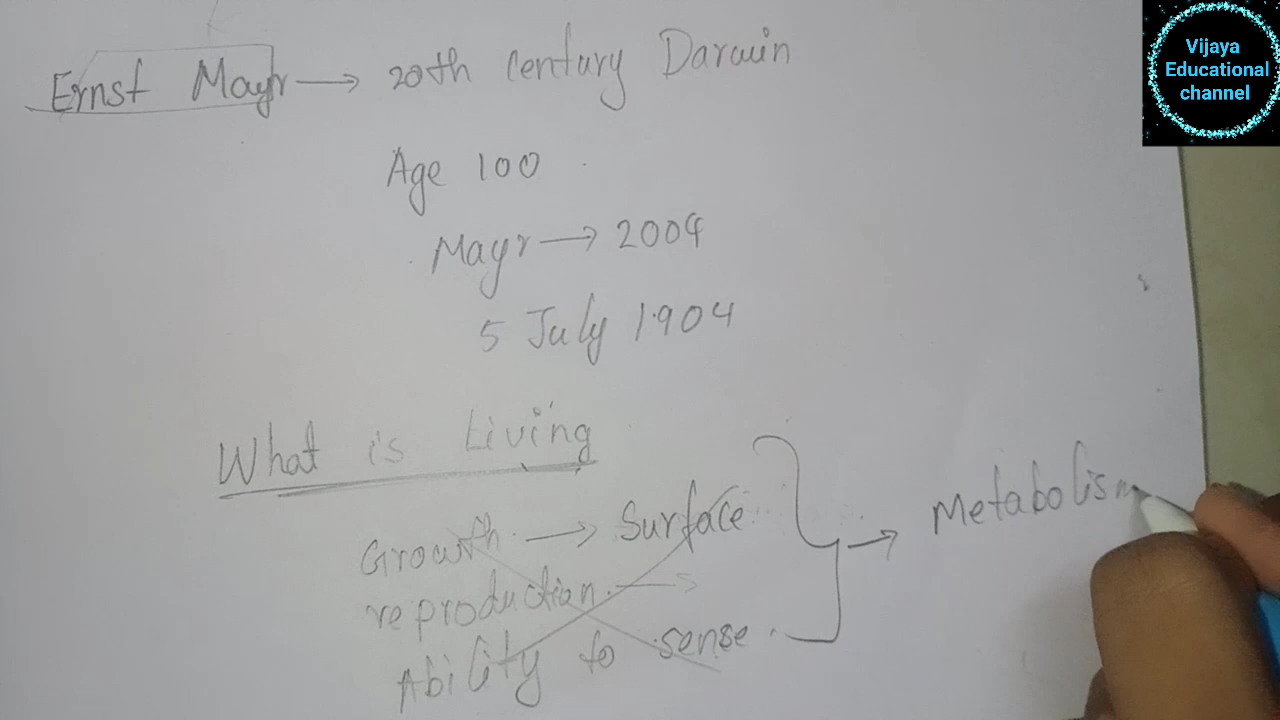 Ernst Mayr → 20th century Darwin
Age 100
Mayr → 2004
5 July 1904
What is Living
Growth → Surface
reproduction. →
Ability to sense.
→ Metabolism
Vijaya
Educational
channel